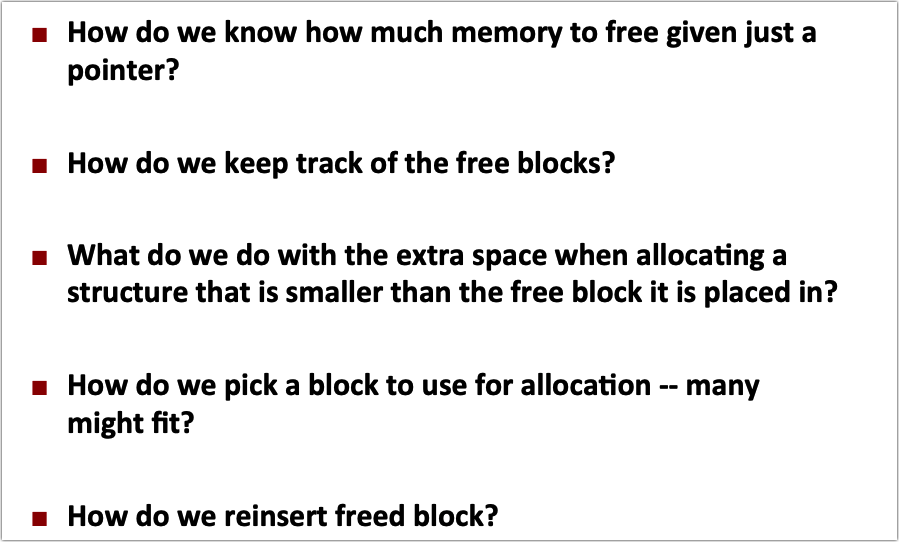 How do we know how much memory to free given just a
pointer?
How do we keep track of the free blocks?
What do we do with the extra space when allocating a
structure that is smaller than the free block it is placed in?
How do we pick a block to use for allocation -- many
might fit?
How do we reinsert freed block?